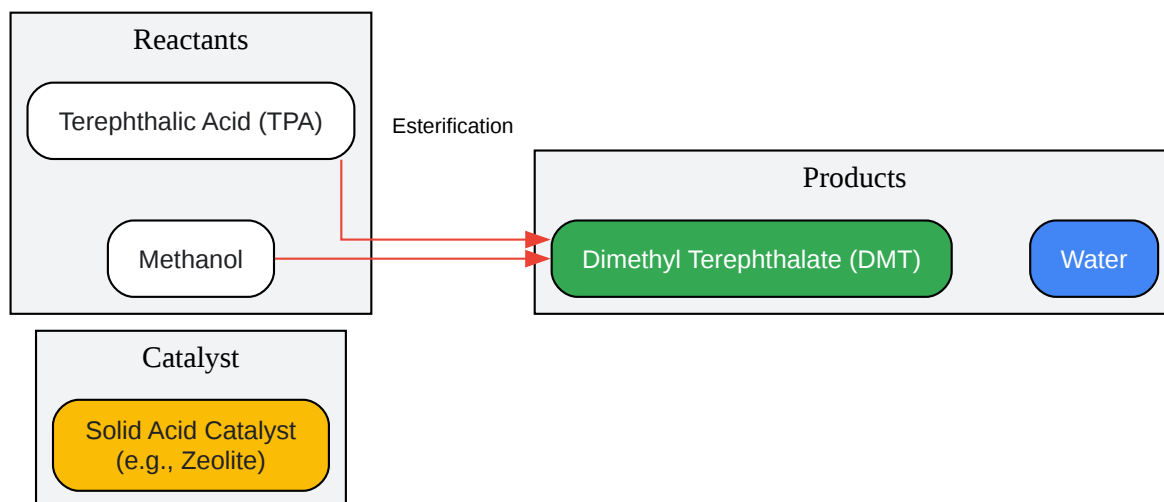 Reactants
Terephthalic Acid (TPA)
Esterification
Methanol
Products
Dimethyl Terephthalate (DMT)
Water
Catalyst
Solid Acid Catalyst
(e.g., Zeolite)